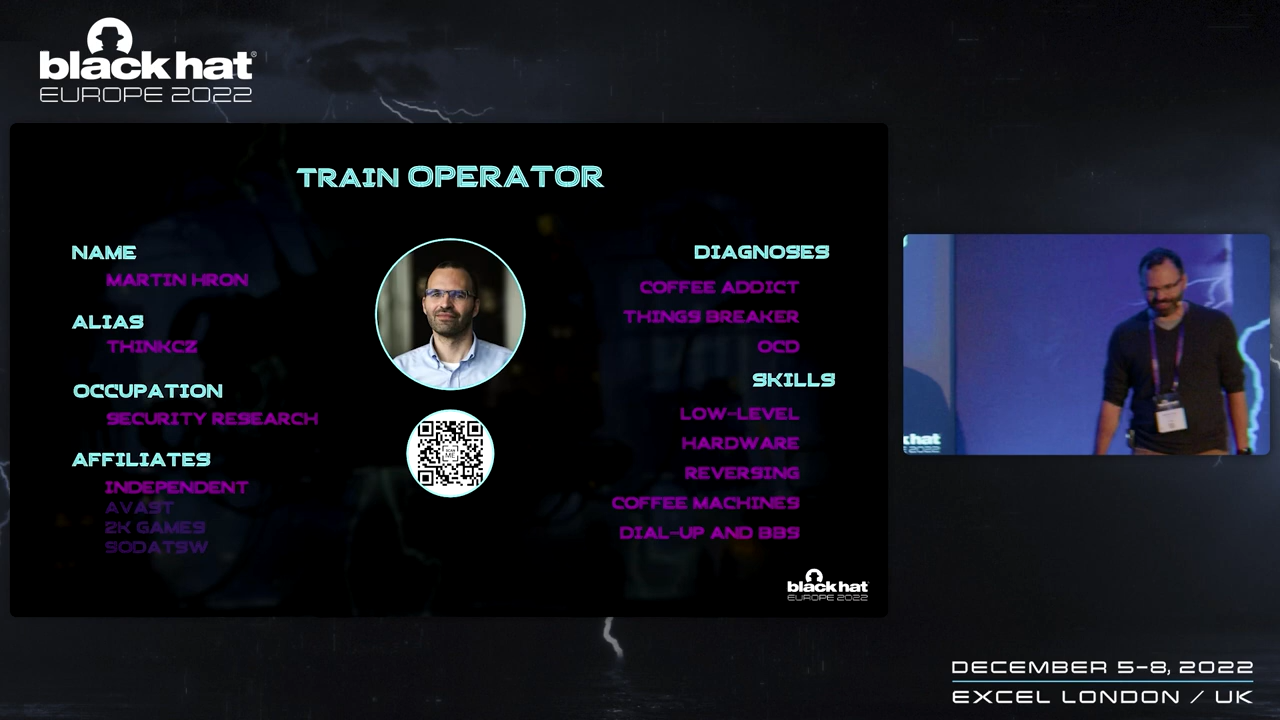 black hat®
EUROPE 2022
TRAIN OPERATOR
NAME
MARTIN HRON
ALIAS
THINKCZ
OCCUPATION
SECURITY RESEARCH
AFFILIATES
INDEPENDENT
AVAST
2K GAMES
SODATSW
DIAGNOSES
COFFEE ADDICT
THINGS BREAKER
OCD
SKILLS
LOW-LEVEL
HARDWARE
REVERSING
COFFEE MACHINES
DIAL-UP AND BBS
black hat
EUROPE 2022
DECEMBER 5-8, 2022
EXCEL LONDON / UK